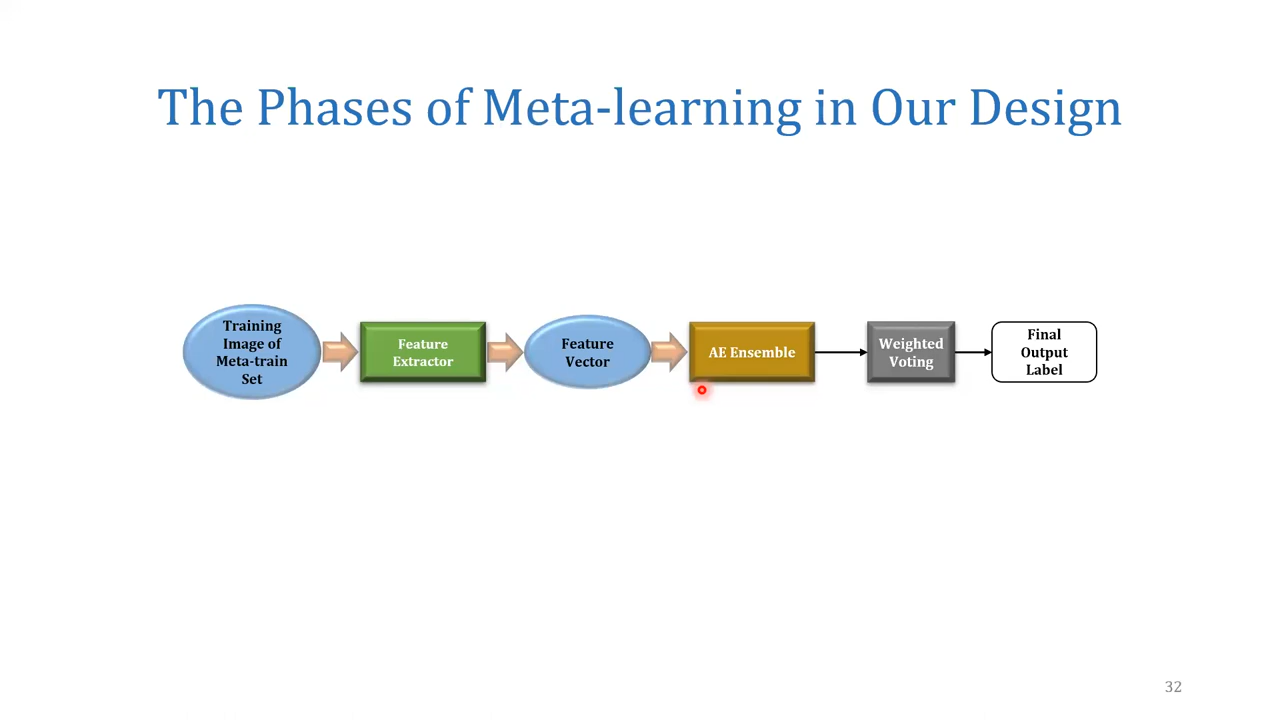 The Phases of Meta-learning in Our Design
Training
Image of
Meta-train
Set
Feature
Extractor
Feature
Vector
AE Ensemble
Weighted
Voting
Final
Output
Label
32